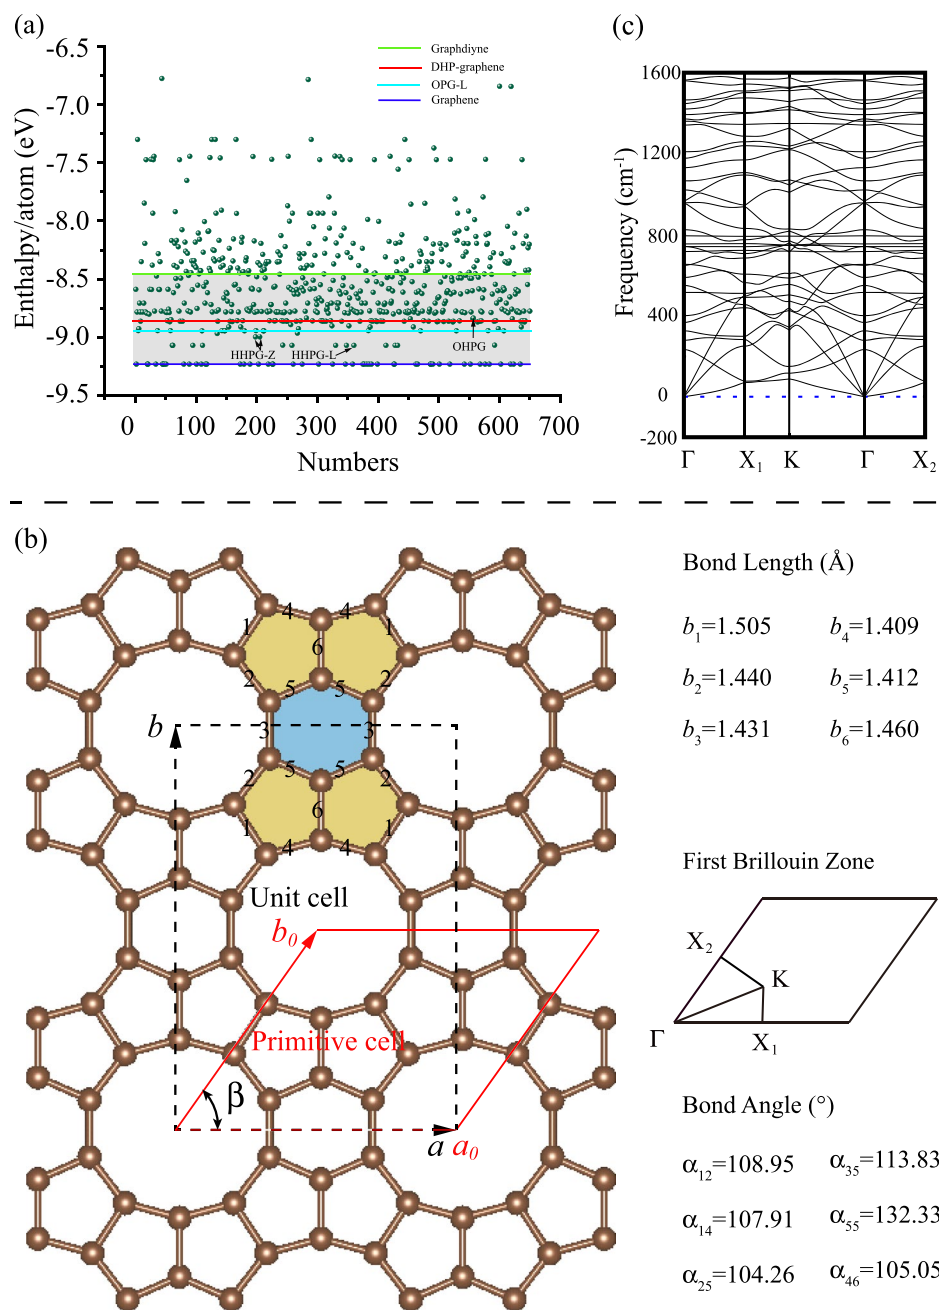 (a)
Enthalpy/atom (eV)
-6.5
-7.0
-7.5
-8.0
-8.5
-9.0
-9.5
Graphdiyne
DHP-graphene
OPG-L
Graphene
HHPG-Z
HHPG-L
OHPG
0 100 200 300 400 500 600 700
Numbers
(c)
Frequency (cm⁻¹)
1600
1200
800
400
0
-200
Γ X₁ K Γ X₂
(b)
4 4
1 1
6
2 2
5 5
b
3 3
5 5
2 2
6
1 1
4 4
Unit cell
b₀
Primitive cell
β
a a₀
Bond Length (Å)
b₁=1.505 b₄=1.409
b₂=1.440 b₅=1.412
b₃=1.431 b₆=1.460
First Brillouin Zone
X₂
K
Γ
X₁
Bond Angle (°)
α₁₂=108.95 α₃₅=113.83
α₁₄=107.91 α₅₅=132.33
α₂₅=104.26 α₄₆=105.05